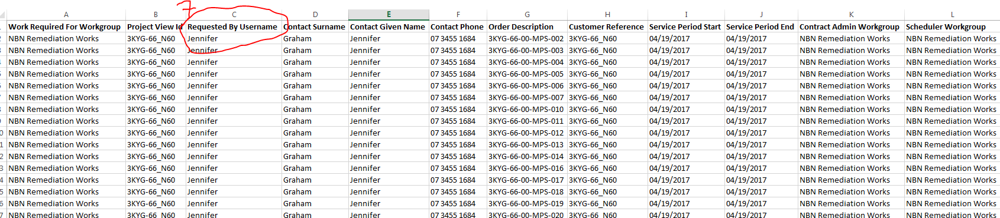 7
A B C D E F G H I J K L
Work Required For Workgroup Project View Id Requested By Username Contact Surname Contact Given Name Contact Phone Order Description Customer Reference Service Period Start Service Period End Contract Admin Workgroup Scheduler Workgroup
2 NBN Remediation Works 3KYG-66_N60 Jennifer Graham Jennifer 07 3455 1684 3KYG-66-00-MPS-002 3KYG-66_N60 04/19/2017 04/19/2017 NBN Remediation Works NBN Remediation Works
3 NBN Remediation Works 3KYG-66_N60 Jennifer Graham Jennifer 07 3455 1684 3KYG-66-00-MPS-003 3KYG-66_N60 04/19/2017 04/19/2017 NBN Remediation Works NBN Remediation Works
4 NBN Remediation Works 3KYG-66_N60 Jennifer Graham Jennifer 07 3455 1684 3KYG-66-00-MPS-004 3KYG-66_N60 04/19/2017 04/19/2017 NBN Remediation Works NBN Remediation Works
5 NBN Remediation Works 3KYG-66_N60 Jennifer Graham Jennifer 07 3455 1684 3KYG-66-00-MPS-005 3KYG-66_N60 04/19/2017 04/19/2017 NBN Remediation Works NBN Remediation Works
NBN Remediation Works 3KYG-66_N60 Jennifer Graham Jennifer 07 3455 1684 3KYG-66-00-MPS-006 3KYG-66_N60 04/19/2017 04/19/2017 NBN Remediation Works NBN Remediation Works
7 NBN Remediation Works 3KYG-66_N60 Jennifer Graham Jennifer 07 3455 1684 3KYG-66-00-MPS-007 3KYG-66_N60 04/19/2017 04/19/2017 NBN Remediation Works NBN Remediation Works
NBN Remediation Works 3KYG-66_N60 Jennifer Graham Jennifer 07 3455 1684 3KYG-66-00-MPS-010 3KYG-66_N60 04/19/2017 04/19/2017 NBN Remediation Works NBN Remediation Works
NBN Remediation Works 3KYG-66_N60 Jennifer Graham Jennifer 07 3455 1684 3KYG-66-00-MPS-011 3KYG-66_N60 04/19/2017 04/19/2017 NBN Remediation Works NBN Remediation Works
0 NBN Remediation Works 3KYG-66_N60 Jennifer Graham Jennifer 07 3455 1684 3KYG-66-00-MPS-012 3KYG-66_N60 04/19/2017 04/19/2017 NBN Remediation Works NBN Remediation Works
1 NBN Remediation Works 3KYG-66_N60 Jennifer Graham Jennifer 07 3455 1684 3KYG-66-00-MPS-013 3KYG-66_N60 04/19/2017 04/19/2017 NBN Remediation Works NBN Remediation Works
2 NBN Remediation Works 3KYG-66_N60 Jennifer Graham Jennifer 07 3455 1684 3KYG-66-00-MPS-014 3KYG-66_N60 04/19/2017 04/19/2017 NBN Remediation Works NBN Remediation Works
3 NBN Remediation Works 3KYG-66_N60 Jennifer Graham Jennifer 07 3455 1684 3KYG-66-00-MPS-016 3KYG-66_N60 04/19/2017 04/19/2017 NBN Remediation Works NBN Remediation Works
4 NBN Remediation Works 3KYG-66_N60 Jennifer Graham Jennifer 07 3455 1684 3KYG-66-00-MPS-017 3KYG-66_N60 04/19/2017 04/19/2017 NBN Remediation Works NBN Remediation Works
5 NBN Remediation Works 3KYG-66_N60 Jennifer Graham Jennifer 07 3455 1684 3KYG-66-00-MPS-018 3KYG-66_N60 04/19/2017 04/19/2017 NBN Remediation Works NBN Remediation Works
6 NBN Remediation Works 3KYG-66_N60 Jennifer Graham Jennifer 07 3455 1684 3KYG-66-00-MPS-019 3KYG-66_N60 04/19/2017 04/19/2017 NBN Remediation Works NBN Remediation Works
7 NBN Remediation Works 3KYG-66_N60 Jennifer Graham Jennifer 07 3455 1684 3KYG-66-00-MPS-020 3KYG-66_N60 04/19/2017 04/19/2017 NBN Remediation Works NBN Remediation Works